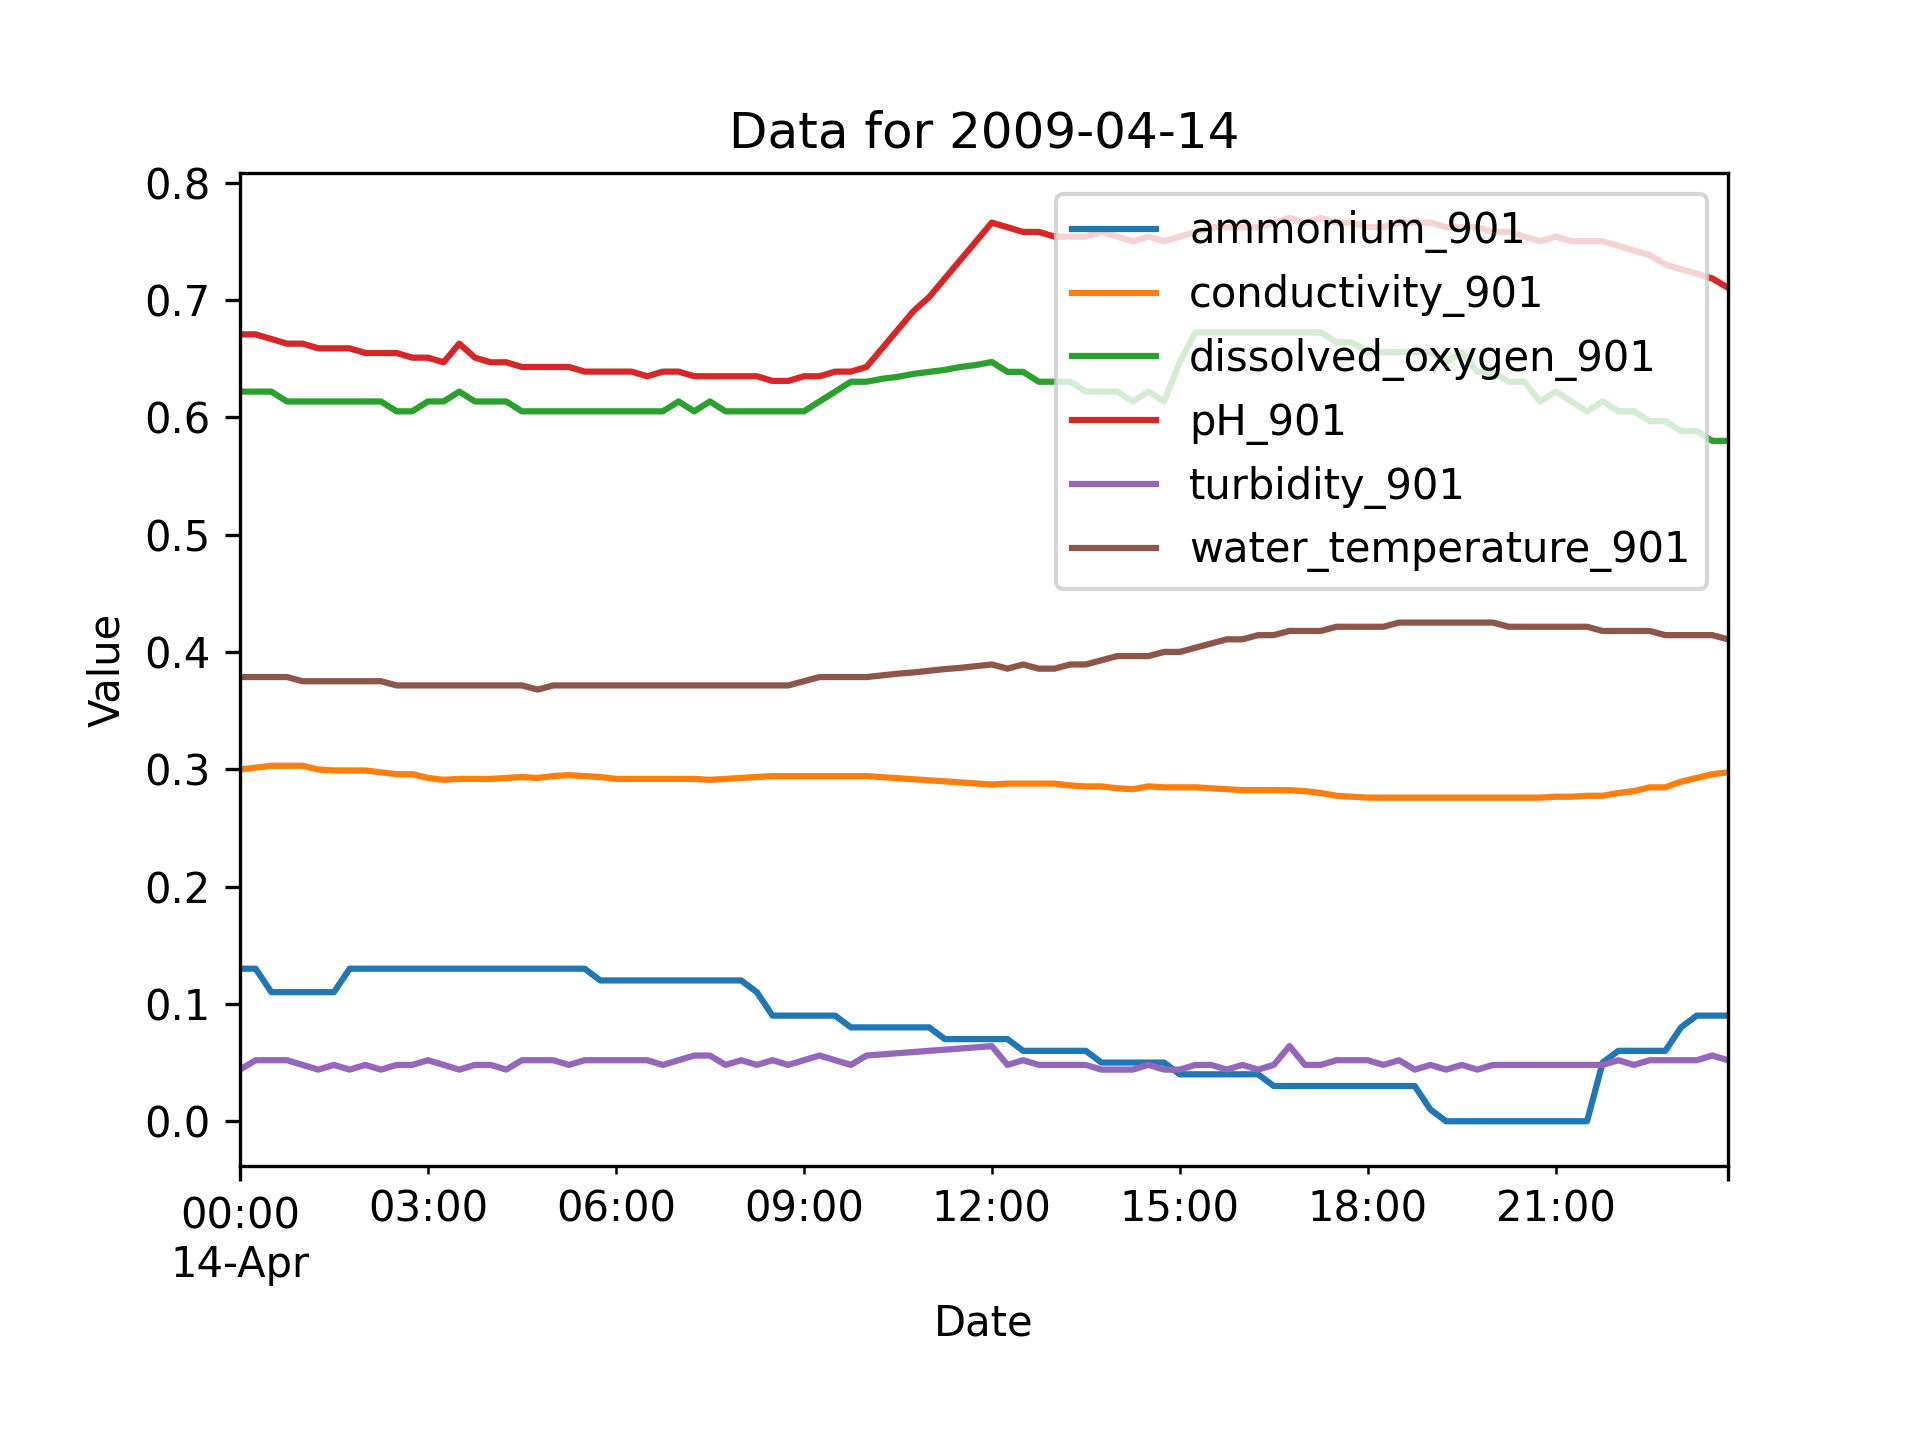 Data for 2009-04-14
0.8
0.7
0.6
0.5
0.4
0.3
0.2
0.1
0.0
Value
ammonium_901
conductivity_901
dissolved_oxygen_901
pH_901
turbidity_901
water_temperature_901
00:00 03:00 06:00 09:00 12:00 15:00 18:00 21:00
14-Apr
Date